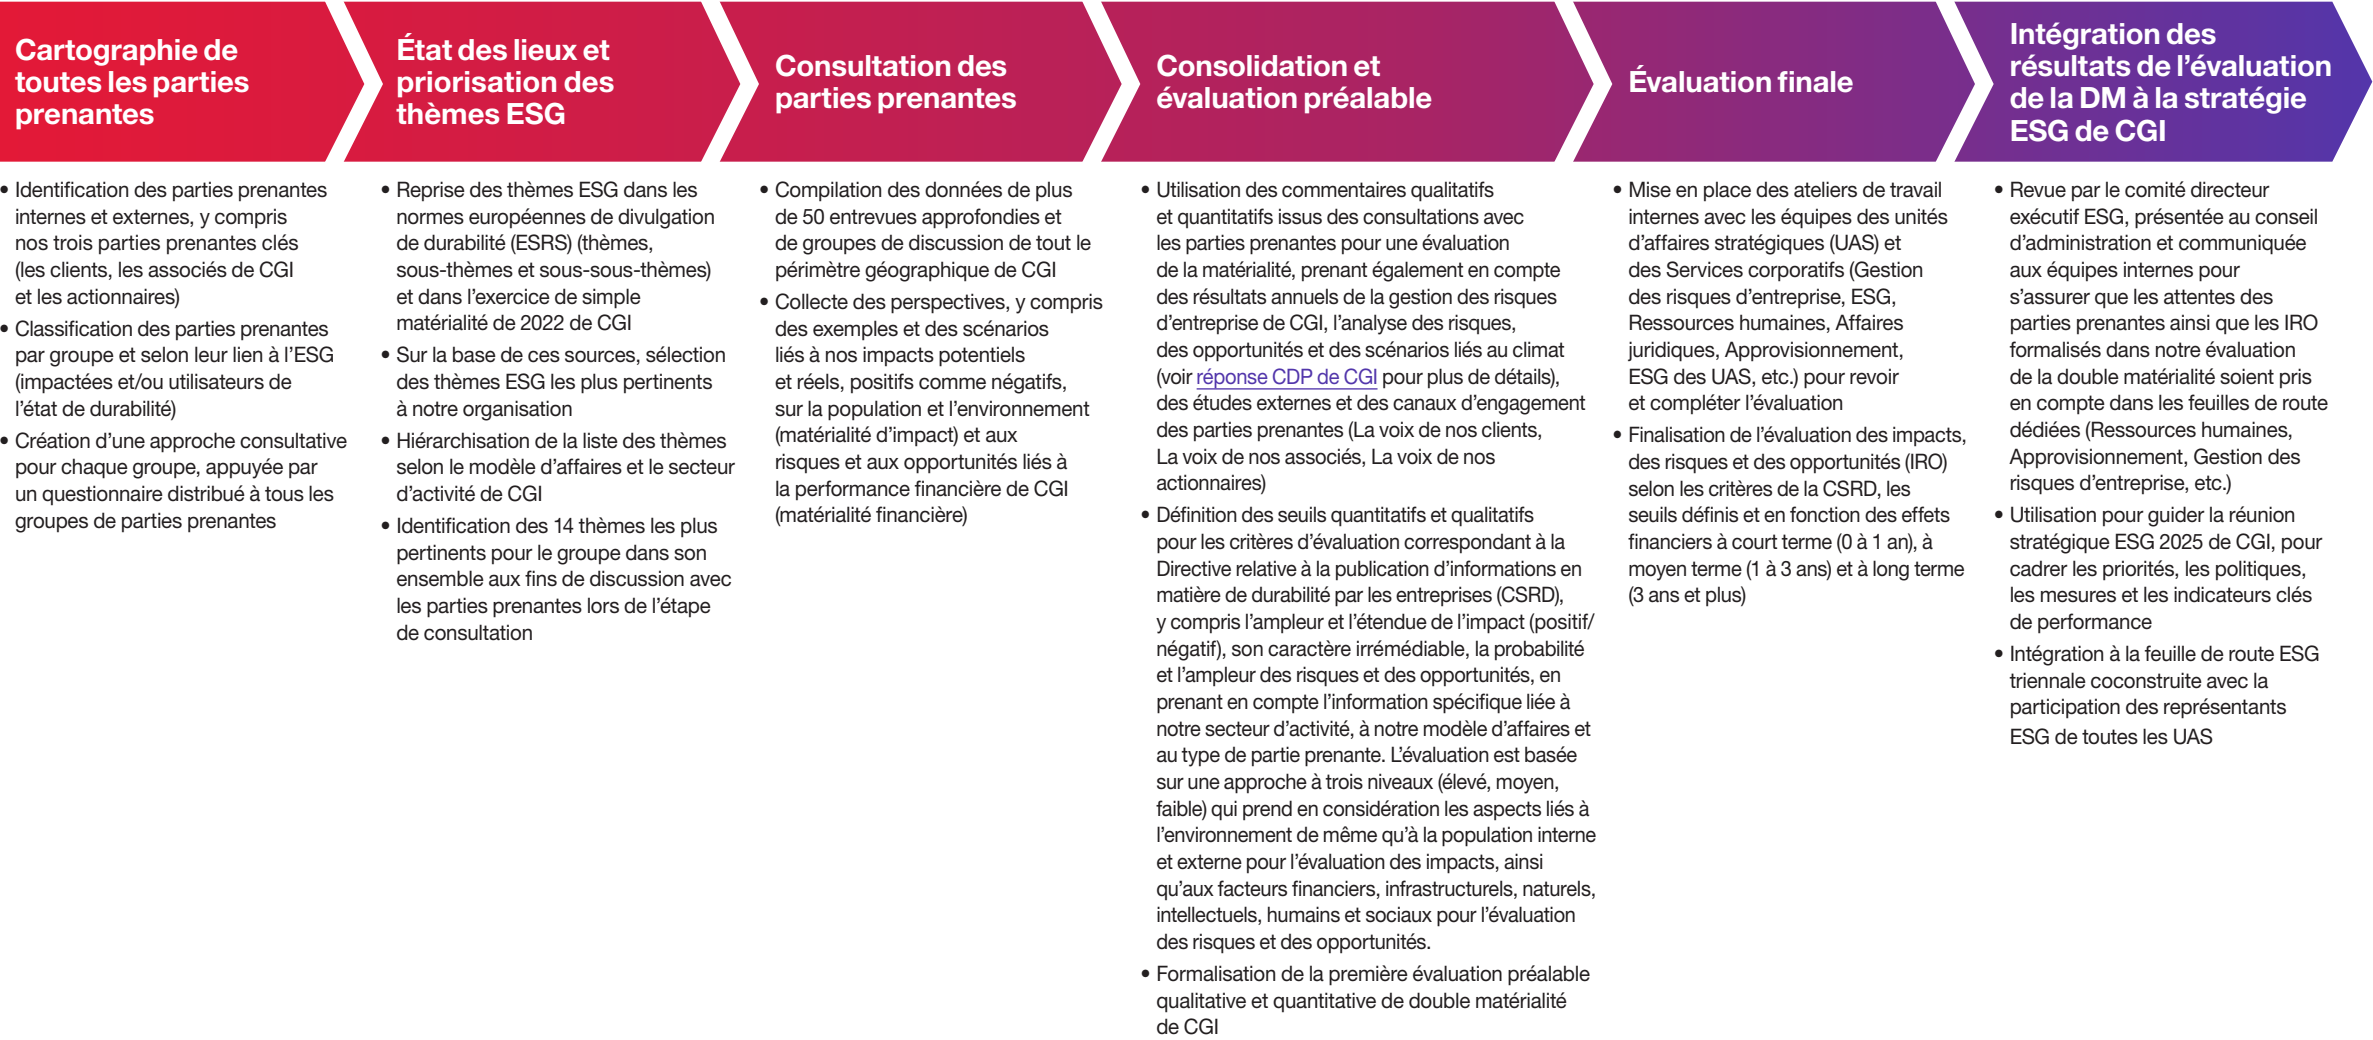 Cartographie de
toutes les parties
prenantes
• Identification des parties prenantes
internes et externes, y compris
nos trois parties prenantes clés
(les clients, les associés de CGI
et les actionnaires)
• Classification des parties prenantes
par groupe et selon leur lien à l’ESG
(impactées et/ou utilisateurs de
l’état de durabilité)
• Création d’une approche consultative
pour chaque groupe, appuyée par
un questionnaire distribué à tous les
groupes de parties prenantes
État des lieux et
priorisation des
thèmes ESG
• Reprise des thèmes ESG dans les
normes européennes de divulgation
de durabilité (ESRS) (thèmes,
sous-thèmes et sous-sous-thèmes)
et dans l’exercice de simple
matérialité de 2022 de CGI
• Sur la base de ces sources, sélection
des thèmes ESG les plus pertinents
à notre organisation
• Hiérarchisation de la liste des thèmes
selon le modèle d’affaires et le secteur
d’activité de CGI
• Identification des 14 thèmes les plus
pertinents pour le groupe dans son
ensemble aux fins de discussion avec
les parties prenantes lors de l’étape
de consultation
Consultation des
parties prenantes
• Compilation des données de plus
de 50 entrevues approfondies et
de groupes de discussion de tout le
périmètre géographique de CGI
• Collecte des perspectives, y compris
des exemples et des scénarios
liés à nos impacts potentiels
et réels, positifs comme négatifs,
sur la population et l’environnement
(matérialité d’impact) et aux
risques et aux opportunités liés à
la performance financière de CGI
(matérialité financière)
Consolidation et
évaluation préalable
• Utilisation des commentaires qualitatifs
et quantitatifs issus des consultations avec
les parties prenantes pour une évaluation
de la matérialité, prenant également en compte
des résultats annuels de la gestion des risques
d’entreprise de CGI, l’analyse des risques,
des opportunités et des scénarios liés au climat
(voir réponse CDP de CGI pour plus de détails),
des études externes et des canaux d’engagement
des parties prenantes (La voix de nos clients,
La voix de nos associés, La voix de nos
actionnaires)
• Définition des seuils quantitatifs et qualitatifs
pour les critères d’évaluation correspondant à la
Directive relative à la publication d’informations en
matière de durabilité par les entreprises (CSRD),
y compris l’ampleur et l’étendue de l’impact (positif/
négatif), son caractère irrémédiable, la probabilité
et l’ampleur des risques et des opportunités, en
prenant en compte l’information spécifique liée à
notre secteur d’activité, à notre modèle d’affaires et
au type de partie prenante. L’évaluation est basée
sur une approche à trois niveaux (élevé, moyen,
faible) qui prend en considération les aspects liés à
l’environnement de même qu’à la population interne
et externe pour l’évaluation des impacts, ainsi
qu’aux facteurs financiers, infrastructurels, naturels,
intellectuels, humains et sociaux pour l’évaluation
des risques et des opportunités.
• Formalisation de la première évaluation préalable
qualitative et quantitative de double matérialité
de CGI
Évaluation finale
• Mise en place des ateliers de travail
internes avec les équipes des unités
d’affaires stratégiques (UAS) et
des Services corporatifs (Gestion
des risques d’entreprise, ESG,
Ressources humaines, Affaires
juridiques, Approvisionnement,
ESG des UAS, etc.) pour revoir
et compléter l’évaluation
• Finalisation de l’évaluation des impacts,
des risques et des opportunités (IRO)
selon les critères de la CSRD, les
seuils définis et en fonction des effets
financiers à court terme (0 à 1 an), à
moyen terme (1 à 3 ans) et à long terme
(3 ans et plus)
Intégration des
résultats de l’évaluation
de la DM à la stratégie
ESG de CGI
• Revue par le comité directeur
exécutif ESG, présentée au conseil
d’administration et communiquée
aux équipes internes pour
s’assurer que les attentes des
parties prenantes ainsi que les IRO
formalisés dans notre évaluation
de la double matérialité soient pris
en compte dans les feuilles de route
dédiées (Ressources humaines,
Approvisionnement, Gestion des
risques d’entreprise, etc.)
• Utilisation pour guider la réunion
stratégique ESG 2025 de CGI, pour
cadrer les priorités, les politiques,
les mesures et les indicateurs clés
de performance
• Intégration à la feuille de route ESG
triennale coconstruite avec la
participation des représentants
ESG de toutes les UAS